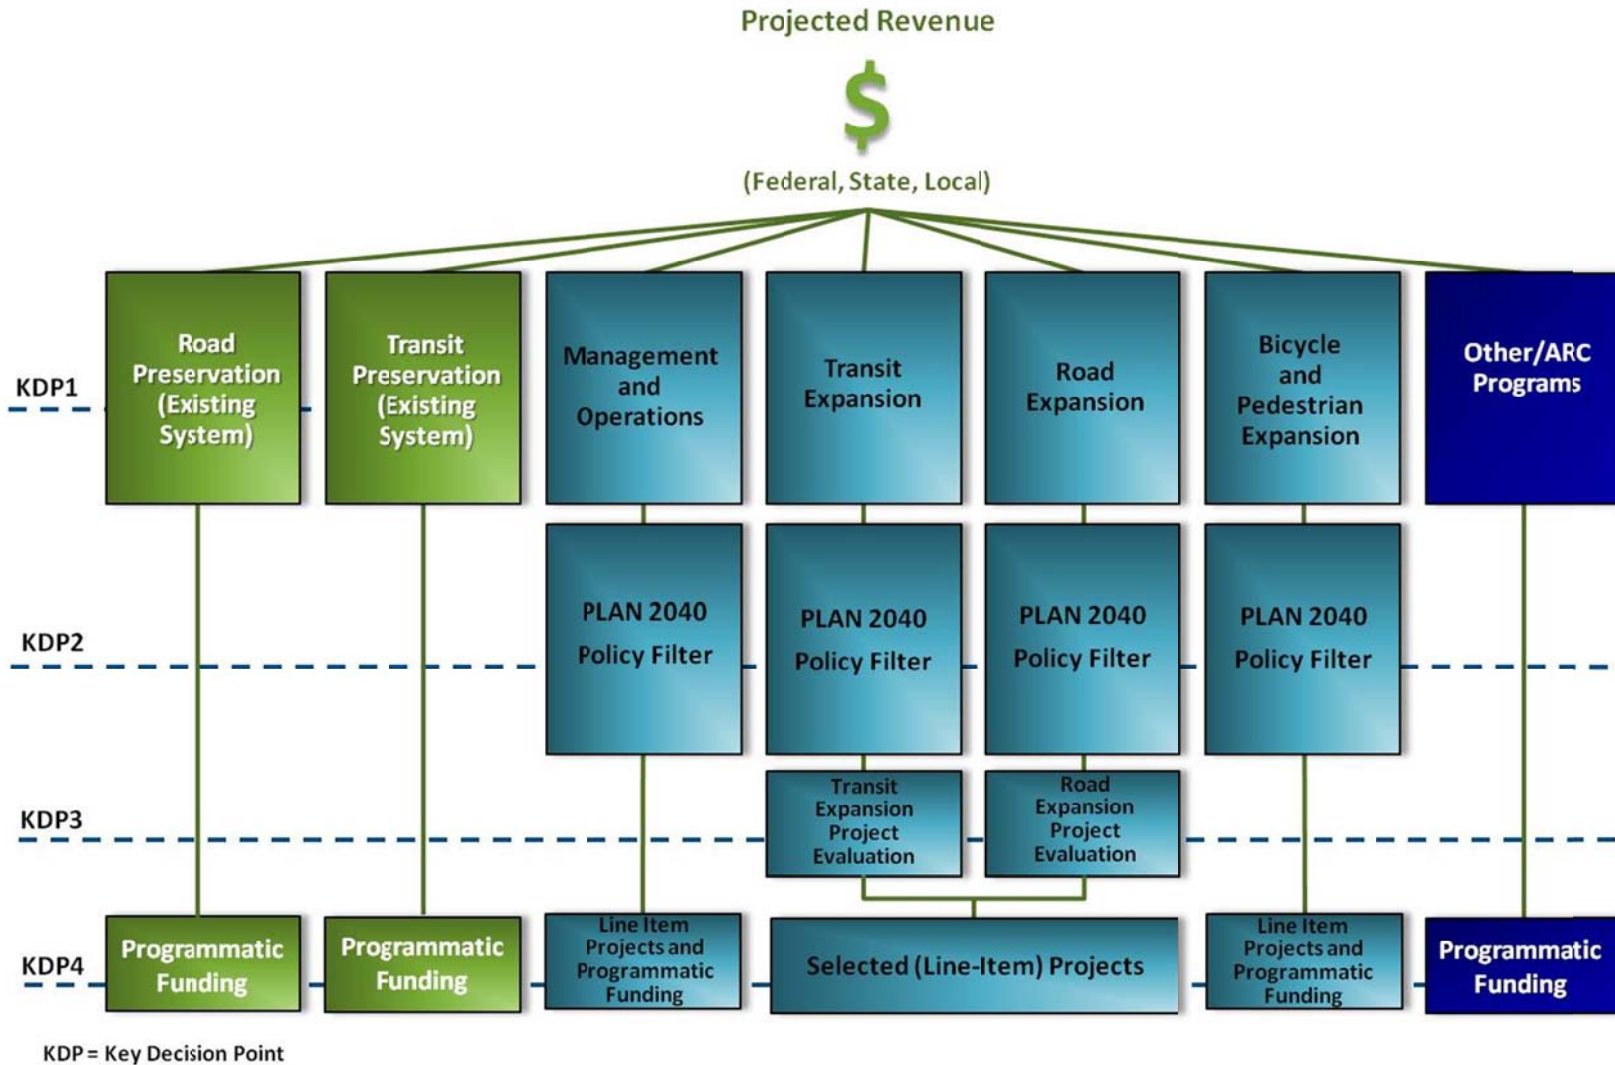 Projected Revenue
$
(Federal, State, Local)
KDP1
Road
Preservation
(Existing
System)
Transit
Preservation
(Existing
System)
Management
and
Operations
Transit
Expansion
Road
Expansion
Bicycle
and
Pedestrian
Expansion
Other/ARC
Programs
KDP2
PLAN 2040
Policy Filter
PLAN 2040
Policy Filter
PLAN 2040
Policy Filter
PLAN 2040
Policy Filter
KDP3
Transit
Expansion
Project
Evaluation
Road
Expansion
Project
Evaluation
KDP4
Programmatic
Funding
Programmatic
Funding
Line Item
Projects and
Programmatic
Funding
Selected (Line-Item) Projects
Line Item
Projects and
Programmatic
Funding
Programmatic
Funding
KDP = Key Decision Point